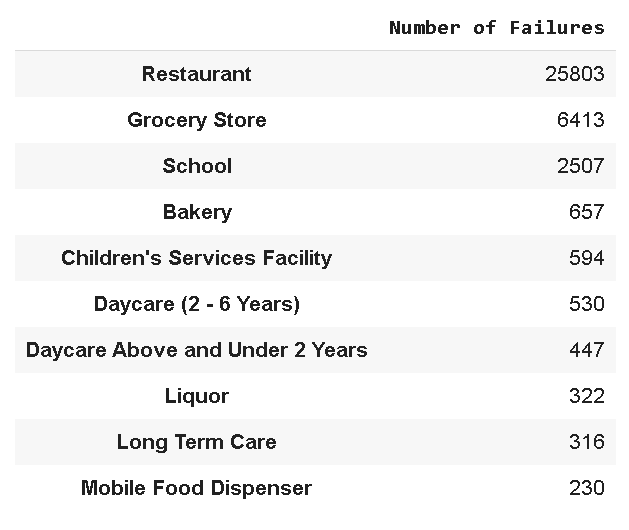 Number of Failures
Restaurant 25803
Grocery Store 6413
School 2507
Bakery 657
Children's Services Facility 594
Daycare (2 - 6 Years) 530
Daycare Above and Under 2 Years 447
Liquor 322
Long Term Care 316
Mobile Food Dispenser 230